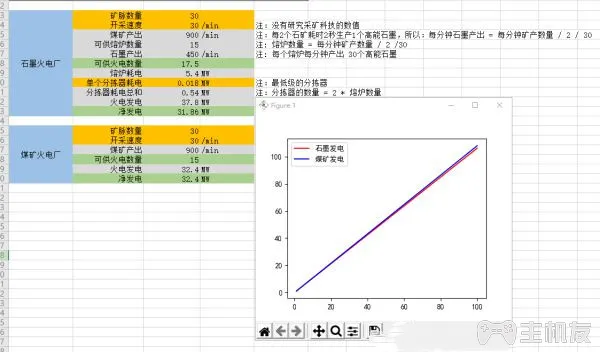 矿脉数量 30
开采速度 30 /min 注: 没有研究采矿科技的数值
煤矿产出 900 /min 注: 每2个石矿耗时2秒生产1个高能石墨,所以: 每分钟石墨产出 = 每分钟矿产数量 / 2 / 30
可供熔炉数量 15 注: 熔炉数量 = 每分钟矿产数量 / 2 /30
石墨产出 450 /min 注: 每个熔炉每分钟产出 30个高能石墨
石墨火电厂
可供火电数量 17.5
熔炉耗电 5.4 MW
单个分拣器耗电 0.018 MW 注: 最低级的分拣器
分拣器耗电总和 0.54 MW 注: 分拣器的数量 = 2 * 熔炉数量
火电发电 37.8 MW
净发电 31.86 MW
矿脉数量 30
开采速度 30 /min
煤矿产出 900 /min
煤矿火电厂
可供火电数量 15
火电发电 32.4 MW
净发电 32.4 MW
Figure 1
石墨发电
煤矿发电
100
80
60
40
20
0
0 20 40 60 80 100
主机友